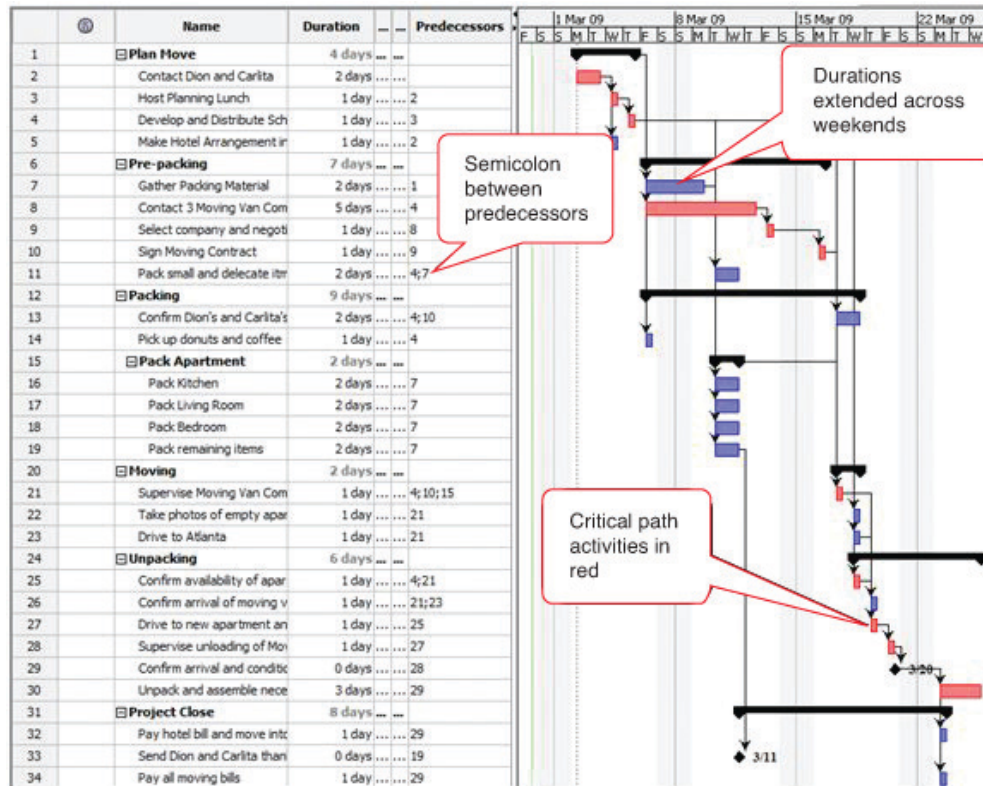 Name Duration ... ... Predecessors
1 Mar 09 8 Mar 09 15 Mar 09 22 Mar 09
F S S M T W T F S S M T W T F S S M T W T F S S M T W
1 Plan Move 4 days ... ...
2 Contact Dion and Carlita 2 days ... ...
3 Host Planning Lunch 1 day ... ... 2
4 Develop and Distribute Sch 1 day ... ... 3
5 Make Hotel Arrangement ir 1 day ... ... 2
6 Pre-packing 7 days ... ...
7 Gather Packing Material 2 days ... ... 1
8 Contact 3 Moving Van Com 5 days ... ... 4
9 Select company and negoti 1 day ... ... 8
10 Sign Moving Contract 1 day ... ... 9
11 Pack small and delecate itm 2 days ... ... 4;7
12 Packing 9 days ... ...
13 Confirm Dion's and Carlita's 2 days ... ... 4;10
14 Pick up donuts and coffee 1 day ... ... 4
15 Pack Apartment 2 days ... ...
16 Pack Kitchen 2 days ... ... 7
17 Pack Living Room 2 days ... ... 7
18 Pack Bedroom 2 days ... ... 7
19 Pack remaining items 2 days ... ... 7
20 Moving 2 days ... ...
21 Supervise Moving Van Com 1 day ... ... 4;10;15
22 Take photos of empty apar 1 day ... ... 21
23 Drive to Atlanta 1 day ... ... 21
24 Unpacking 6 days ... ...
25 Confirm availability of apar 1 day ... ... 4;21
26 Confirm arrival of moving v 1 day ... ... 21;23
27 Drive to new apartment an 1 day ... ... 25
28 Supervise unloading of Mov 1 day ... ... 27
29 Confirm arrival and conditic 0 days ... ... 28
30 Unpack and assemble nece 3 days ... ... 29
31 Project Close 8 days ... ...
32 Pay hotel bill and move into 1 day ... ... 29
33 Send Dion and Carlita than 0 days ... ... 19
34 Pay all moving bills 1 day ... ... 29
Durations
extended across
weekends
Semicolon
between
predecessors
Critical path
activities in
red
3/20
3/11